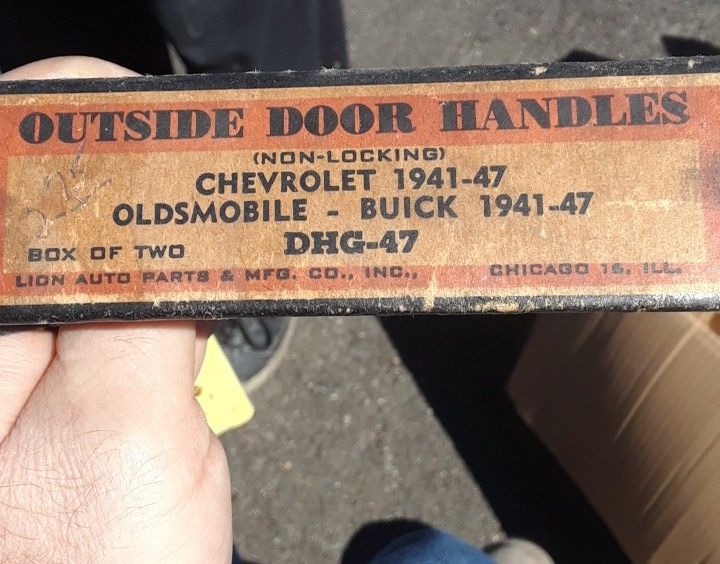 OUTSIDE DOOR HANDLES
(NON-LOCKING)
CHEVROLET 1941-47
OLDSMOBILE - BUICK 1941-47
BOX OF TWO DHG-47
LION AUTO PARTS & MFG. CO., INC., CHICAGO 16, ILL.